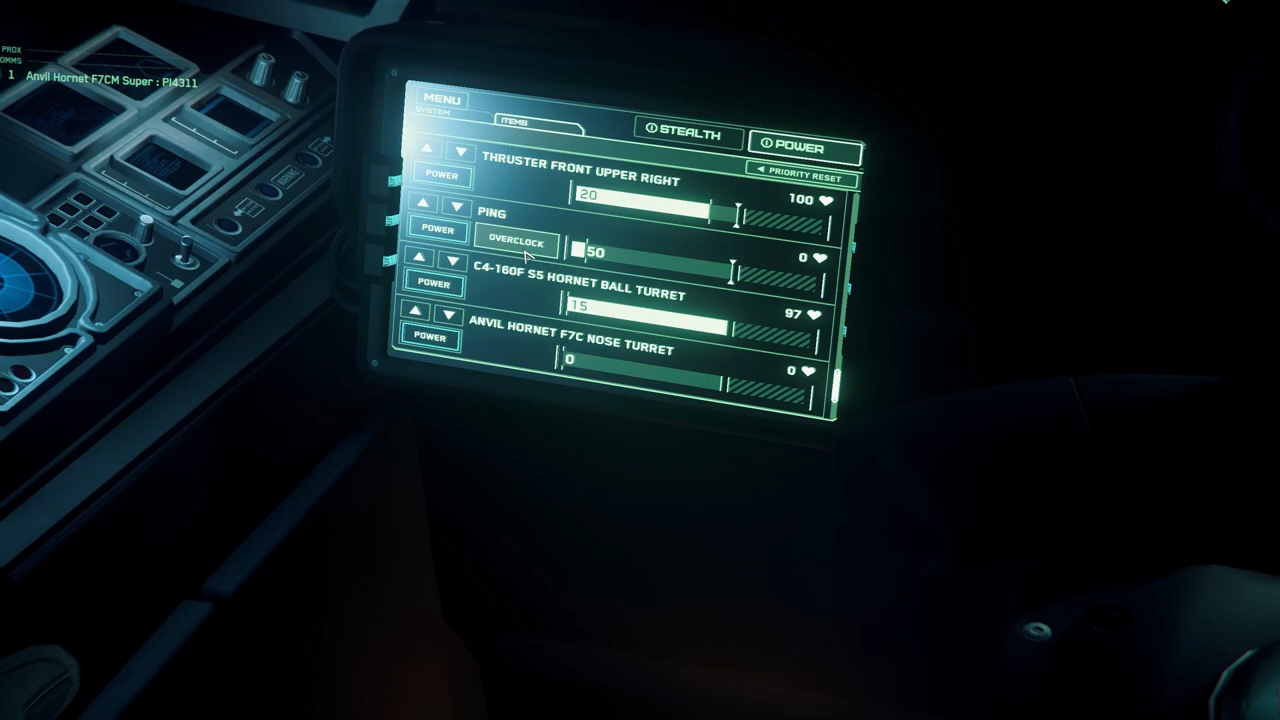 PROX
OMMS
1 Anvil Hornet F7CM Super : Pi4311
MENU
SYSTEM
ITEMS
STEALTH
POWER
PRIORITY RESET
THRUSTER FRONT UPPER RIGHT
POWER
20
100
PING
POWER
OVERCLOCK
50
0
C4-160F S5 HORNET BALL TURRET
POWER
15
97
ANVIL HORNET F7C NOSE TURRET
POWER
0
0
WARNING